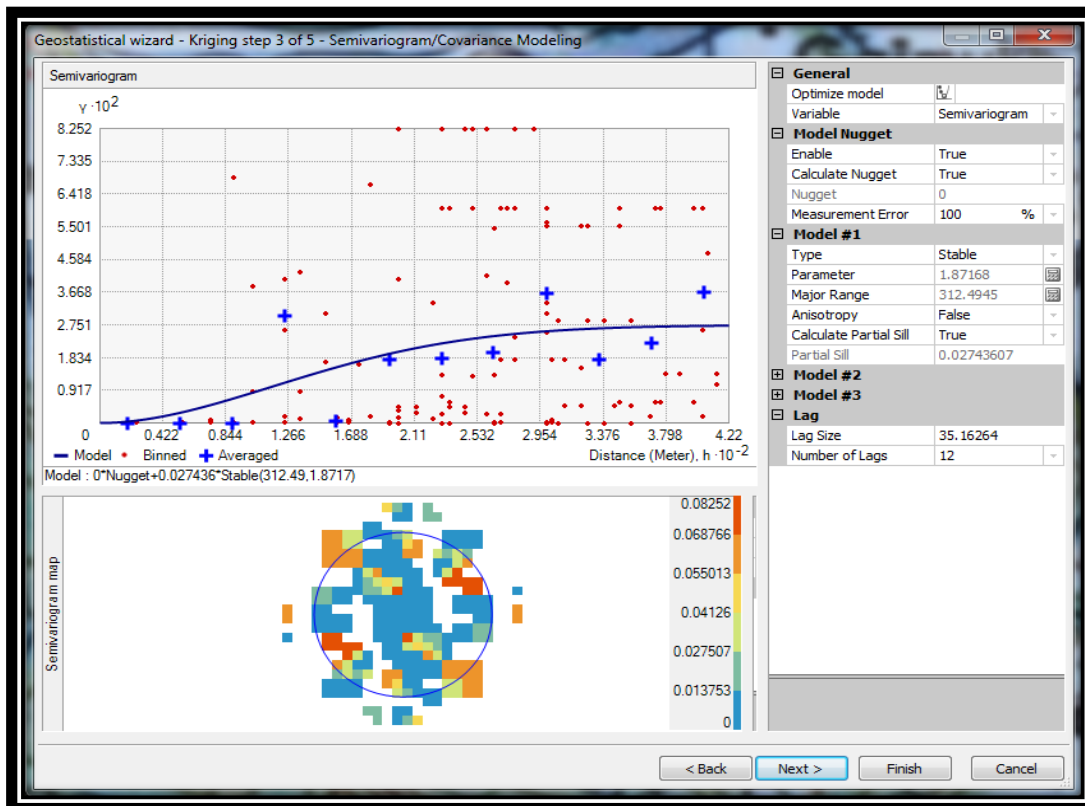 Geostatistical wizard - Kriging step 3 of 5 - Semivariogram/Covariance Modeling
Semivariogram
γ ·10²
8.252
7.335
6.418
5.501
4.584
3.668
2.751
1.834
0.917
0 0.422 0.844 1.266 1.688 2.11 2.532 2.954 3.376 3.798 4.22
Model Binned Averaged Distance (Meter), h ·10⁻²
Model : 0*Nugget+0.027436*Stable(312.49,1.8717)
Semivariogram map
0.08252
0.068766
0.055013
0.04126
0.027507
0.013753
0
General
Optimize model
Variable Semivariogram
Model Nugget
Enable True
Calculate Nugget True
Nugget 0
Measurement Error 100 %
Model #1
Type Stable
Parameter 1.87168
Major Range 312.4945
Anisotropy False
Calculate Partial Sill True
Partial Sill 0.02743607
Model #2
Model #3
Lag
Lag Size 35.16264
Number of Lags 12
< Back Next > Finish Cancel